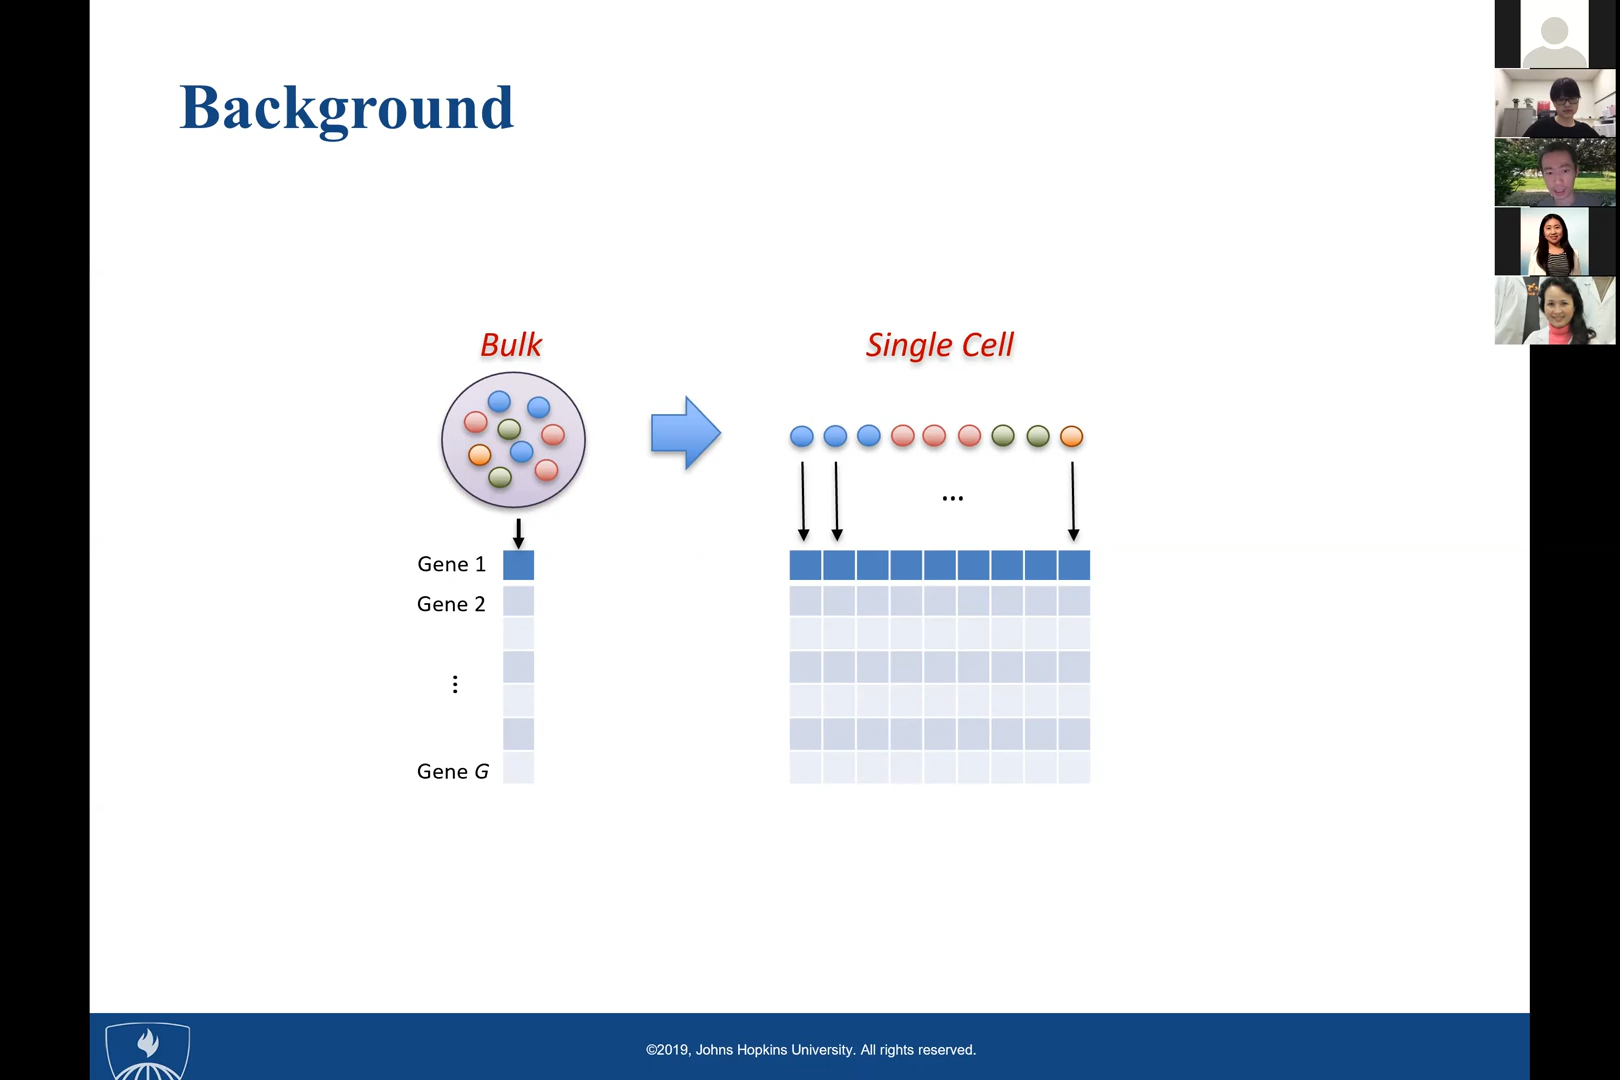 Background
Bulk
Single Cell
...
Gene 1
Gene 2
⋮
Gene G
©2019, Johns Hopkins University. All rights reserved.